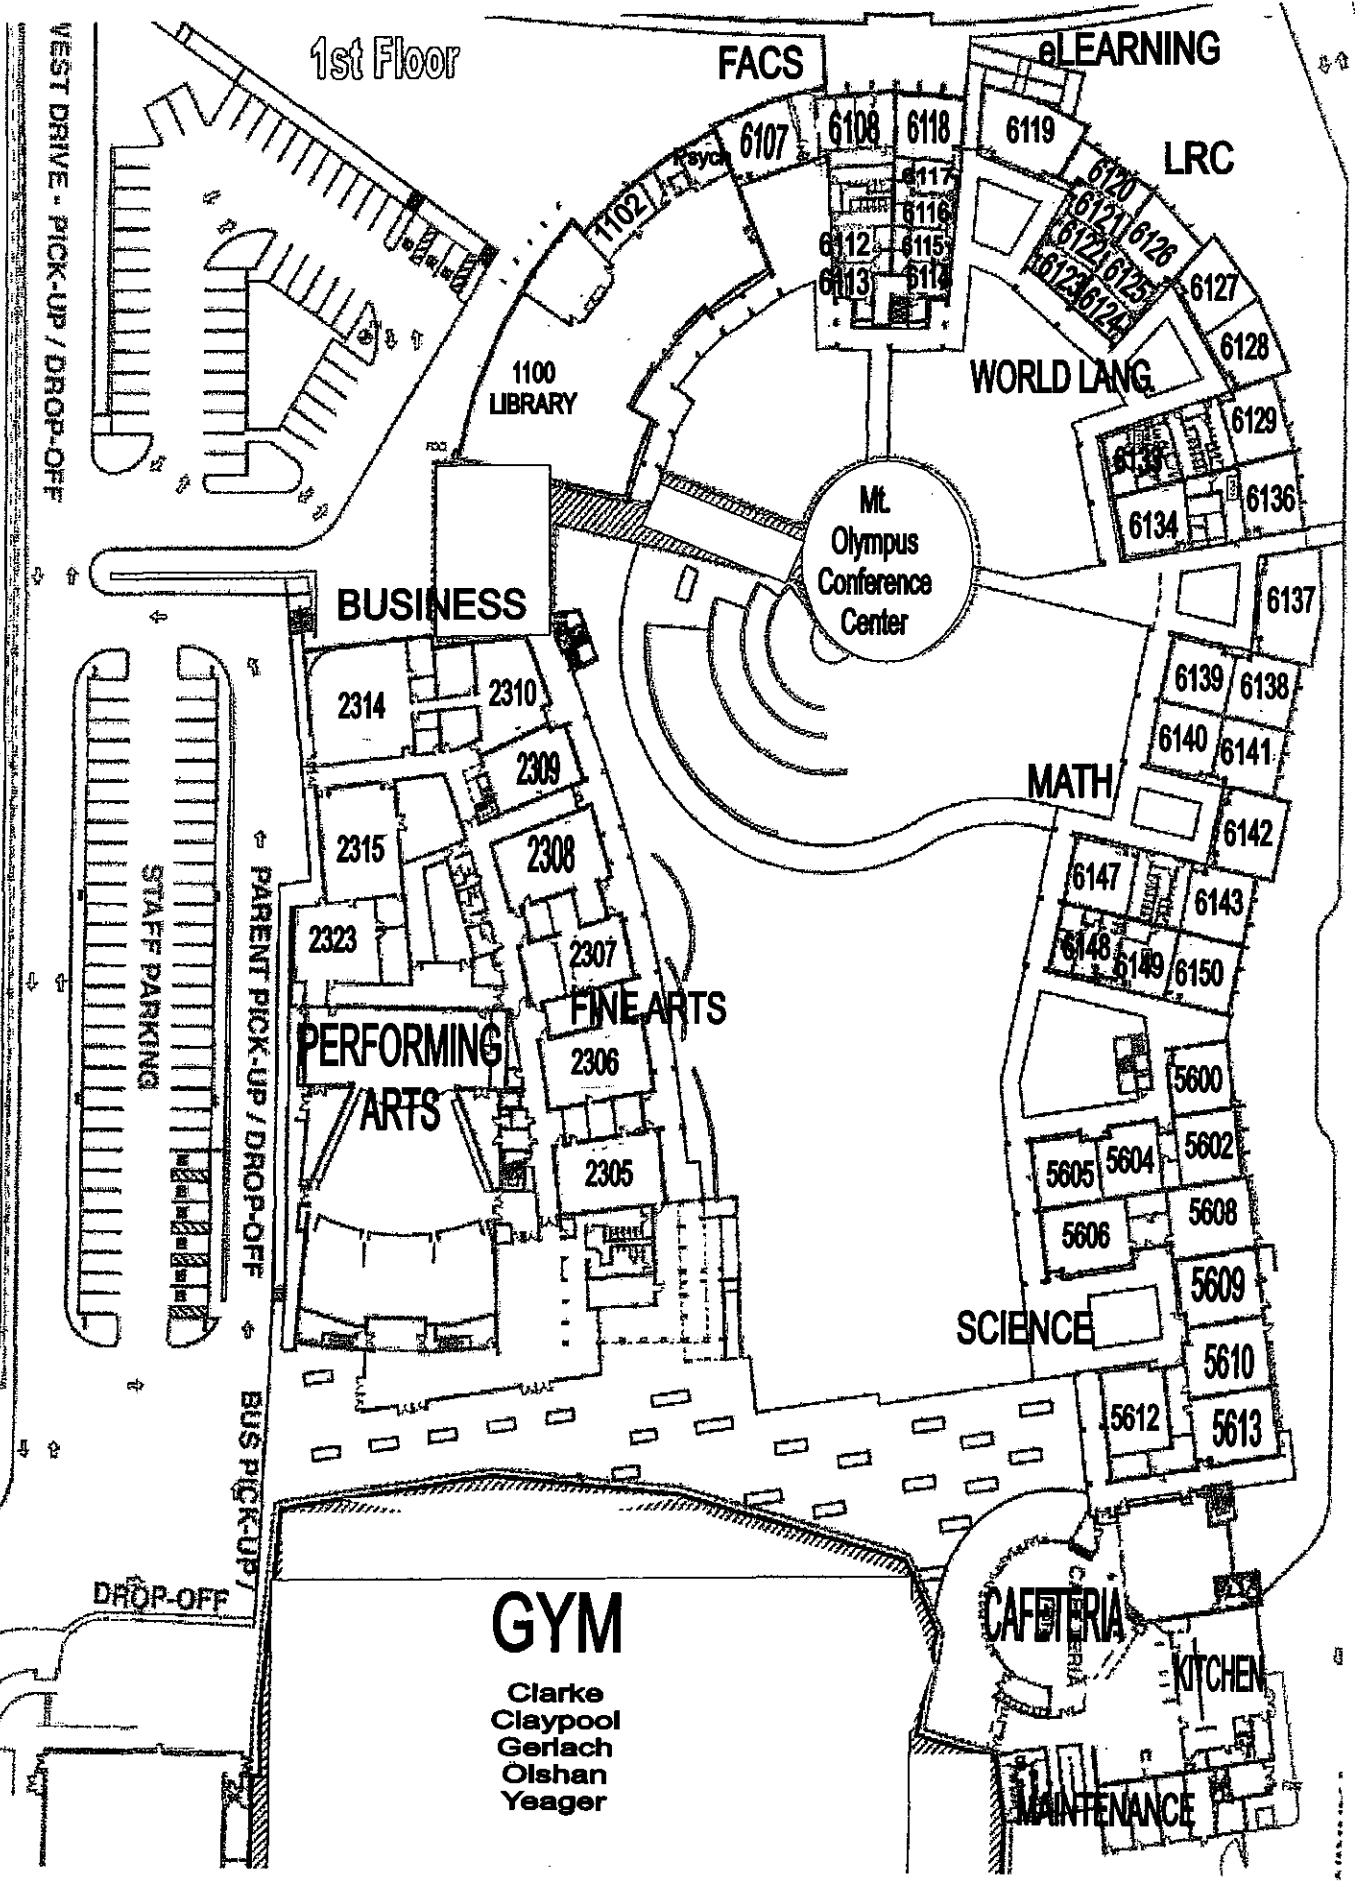 1st Floor
FACS
eLEARNING
LRC
WEST DRIVE - PICK-UP / DROP-OFF
6107
6108
6118
6119
Psych
6117
6120
1102
6116
6121
6126
6112
6115
6122
6125
6127
6113
6114
6123
6124
6128
1100
LIBRARY
WORLD LANG
6129
6133
6136
6134
Mt.
Olympus
Conference
Center
BUSINESS
6137
2314
2310
6139
6138
6140
6141
2309
MATH
6142
2315
2308
6147
6143
2323
2307
6148
6149
6150
FINE ARTS
PERFORMING
ARTS
2306
5600
STAFF PARKING
PARENT PICK-UP / DROP-OFF
2305
5605
5604
5602
5606
5608
5609
SCIENCE
5610
5612
5613
BUS PICK-UP /
DROP-OFF
GYM
Clarke
Claypool
Gerlach
Olshan
Yeager
CAFETERIA
CAFETERIA
KITCHEN
MAINTENANCE